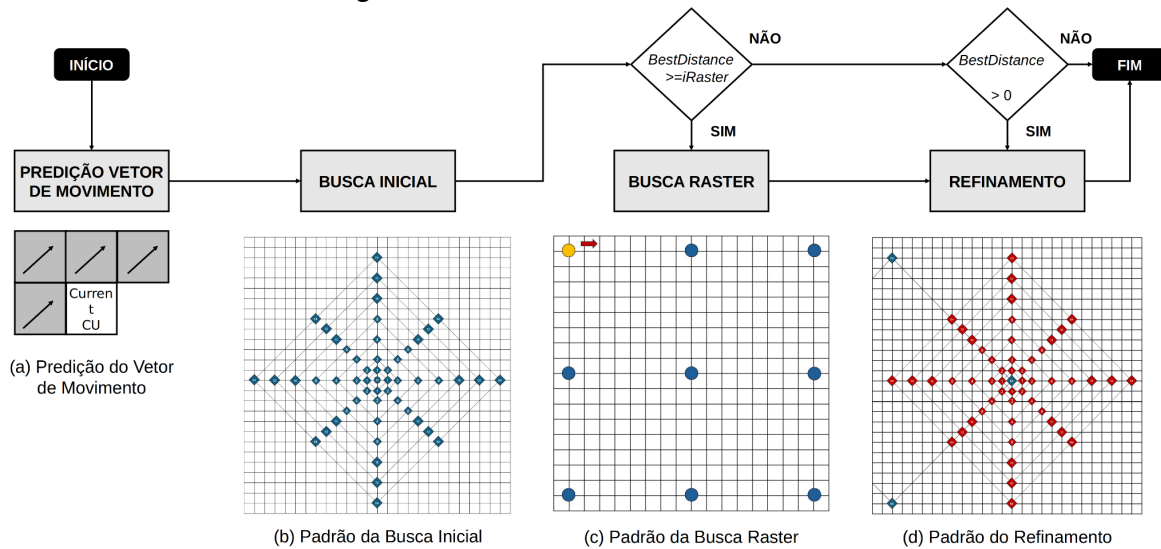 INÍCIO
PREDIÇÃO VETOR
DE MOVIMENTO
BUSCA INICIAL
BestDistance
>=iRaster
NÃO
SIM
BUSCA RASTER
BestDistance
> 0
NÃO
SIM
REFINAMENTO
FIM
Curren
t
CU
(a) Predição do Vetor
de Movimento
(b) Padrão da Busca Inicial
(c) Padrão da Busca Raster
(d) Padrão do Refinamento